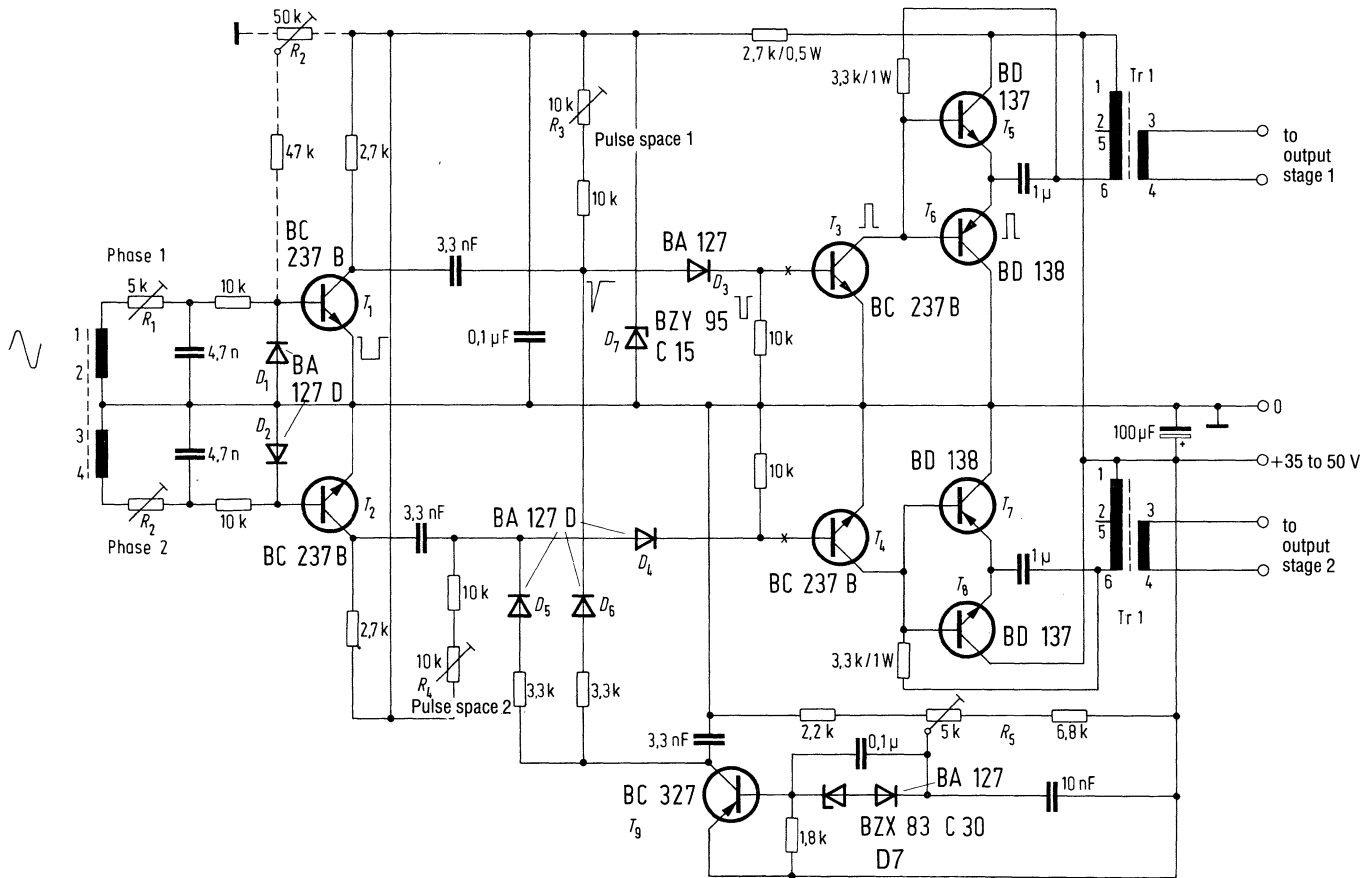 50 k
R2
2,7 k/0,5 W
3,3 k/1W
BD
137
T5
Tr 1
1
2
5
6
3
4
to
output
stage 1
10 k
R3
Pulse space 1
47 k
2,7 k
10 k
1µ
BC
237 B
3,3 nF
BA 127
D3
T3
T6
BD 138
BC 237 B
Phase 1
5 k
R1
10 k
T1
1
2
4,7 n
D1
BA
127 D
0,1 µF
D7
BZY 95
C 15
10 k
0
100 µF
+
+35 to 50 V
3
4
D2
4,7 n
10 k
BD 138
1
2
5
6
3
4
to
output
stage 2
R2
Phase 2
10 k
T2
BC 237 B
3,3 nF
BA 127 D
D4
T4
BC 237 B
T7
1µ
T8
BD 137
Tr 1
10 k
D5
D6
2,7 k
10 k
R4
Pulse space 2
3,3 k
3,3 k
3,3 k/1W
3,3 nF
2,2 k
5 k
R5
6,8 k
0,1 µ
BA 127
10 nF
BC 327
T9
BZX 83 C 30
1,8 k
D7